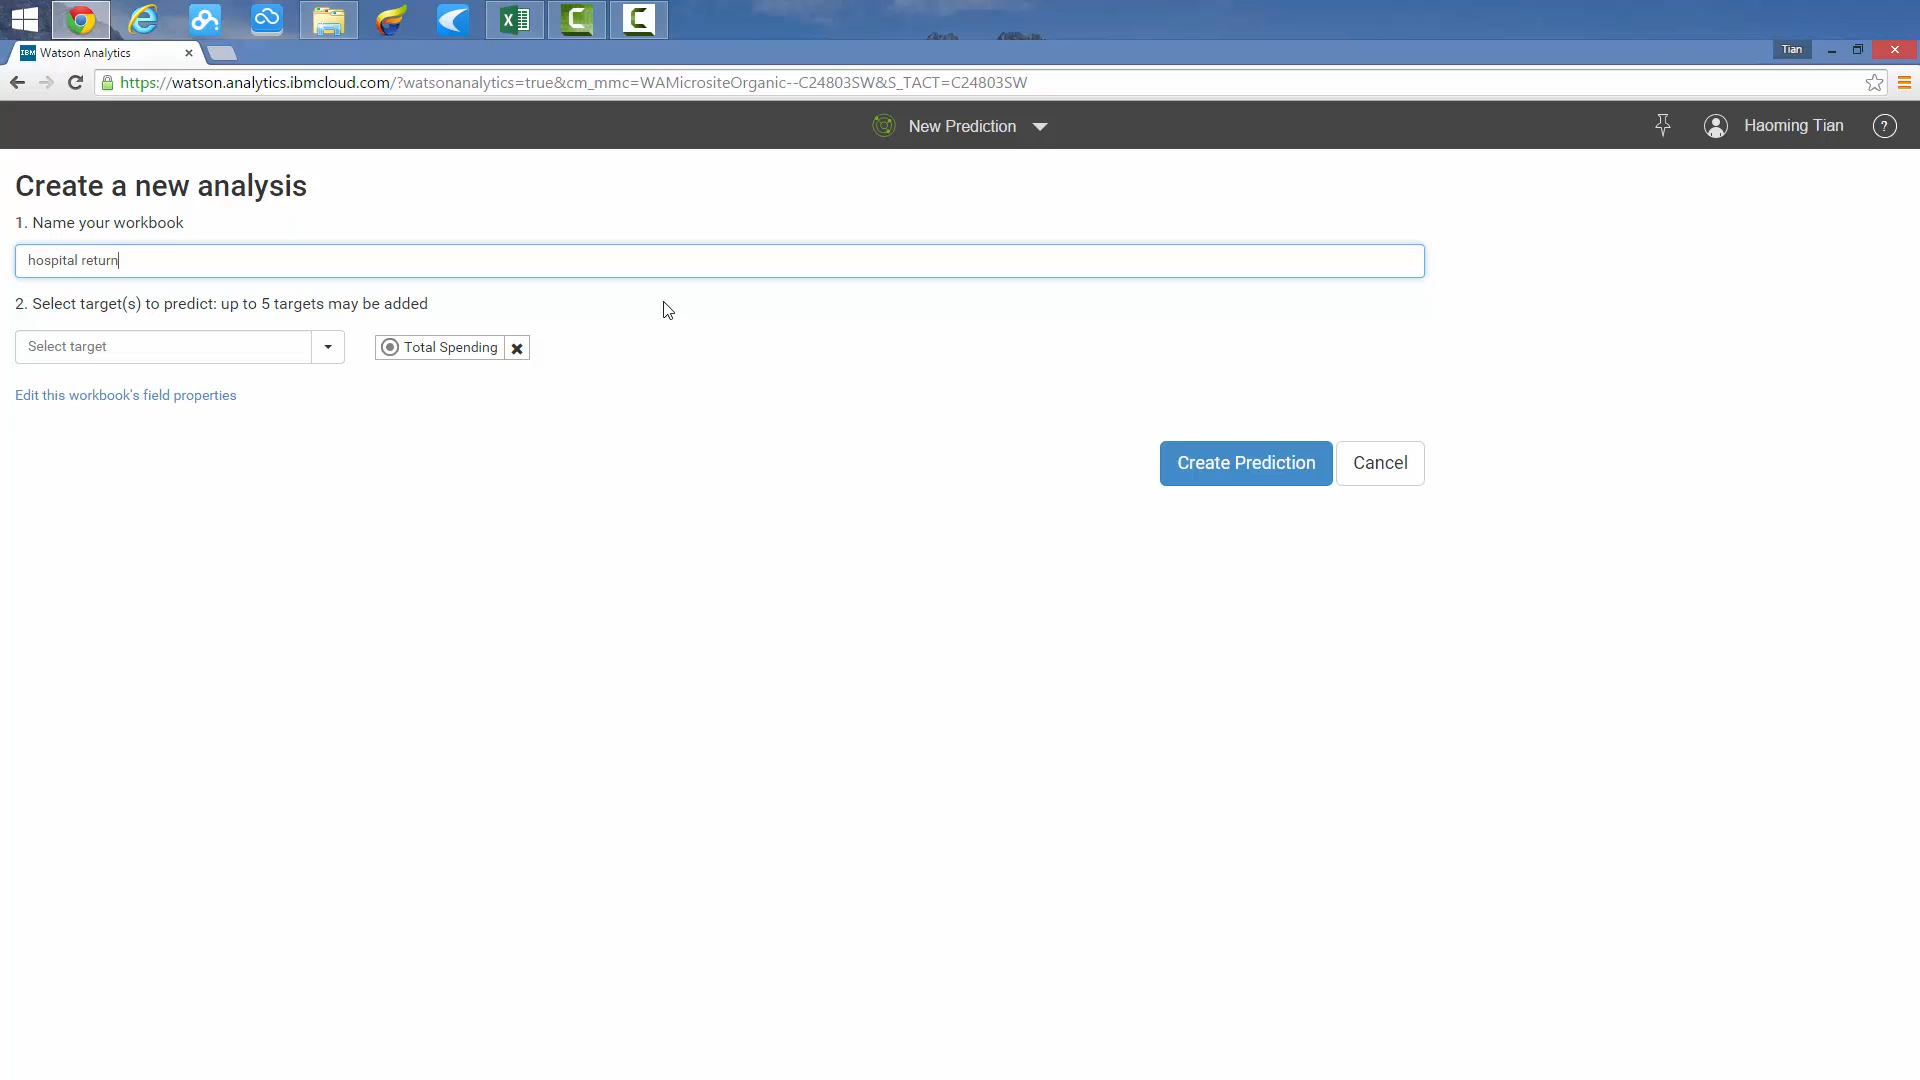 IBM Watson Analytics
Tian
https://watson.analytics.ibmcloud.com/?watsonanalytics=true&cm_mmc=WAMicrositeOrganic--C24803SW&S_TACT=C24803SW
New Prediction
Haoming Tian
Create a new analysis
1. Name your workbook
hospital return
2. Select target(s) to predict: up to 5 targets may be added
Select target
Total Spending
Edit this workbook's field properties
Create Prediction
Cancel